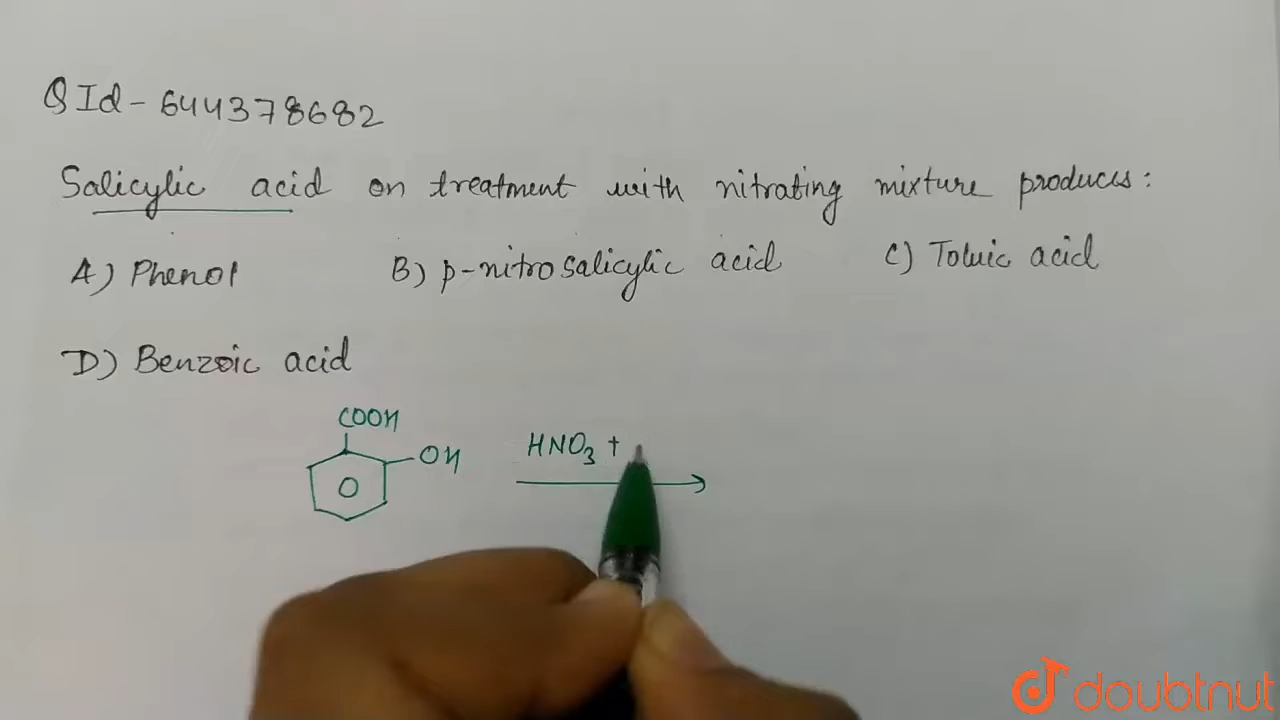 Q Id - 644378682
Salicylic acid on treatment with nitrating mixture produces:
A) Phenol B) p-nitrosalicylic acid C) Toluic acid
D) Benzoic acid
COOH
OH
HNO3 +
doubtnut